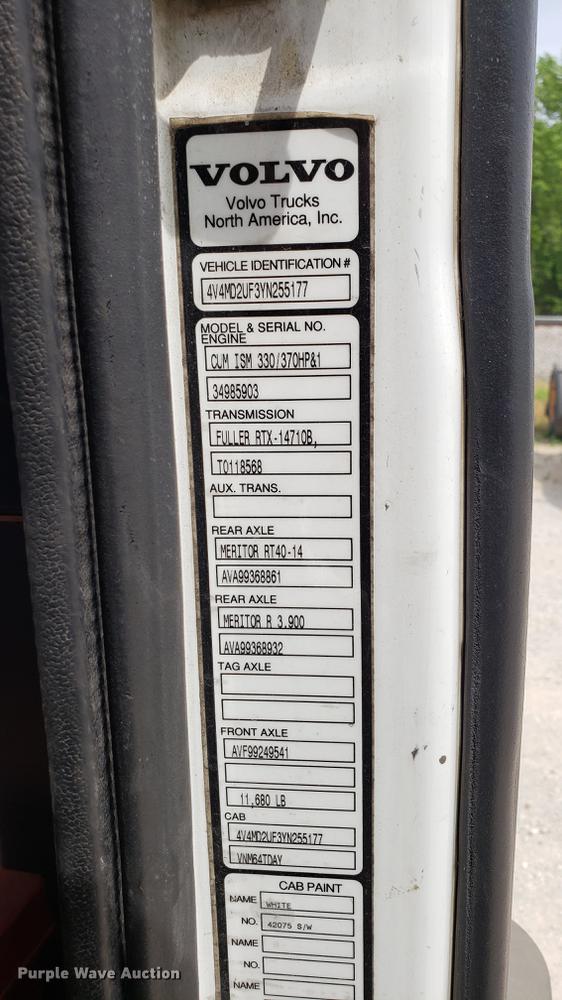 VOLVO
Volvo Trucks
North America, Inc.
VEHICLE IDENTIFICATION #
4V4MD2UF3YN255177
MODEL & SERIAL NO.
ENGINE
CUM ISM 330/370HP&1
34985903
TRANSMISSION
FULLER RTX-14710B,
TO118568
AUX. TRANS.
REAR AXLE
MERITOR RT40-14
AVA99368861
REAR AXLE
MERITOR R 3.900
AVA99368932
TAG AXLE
FRONT AXLE
AVF99249541
11,680 LB
CAB
4V4MD2UF3YN255177
VNM64TDAY
CAB PAINT
NAME WHITE
NO. 42075 S/W
NAME
NO.
NAME
Purple Wave Auction